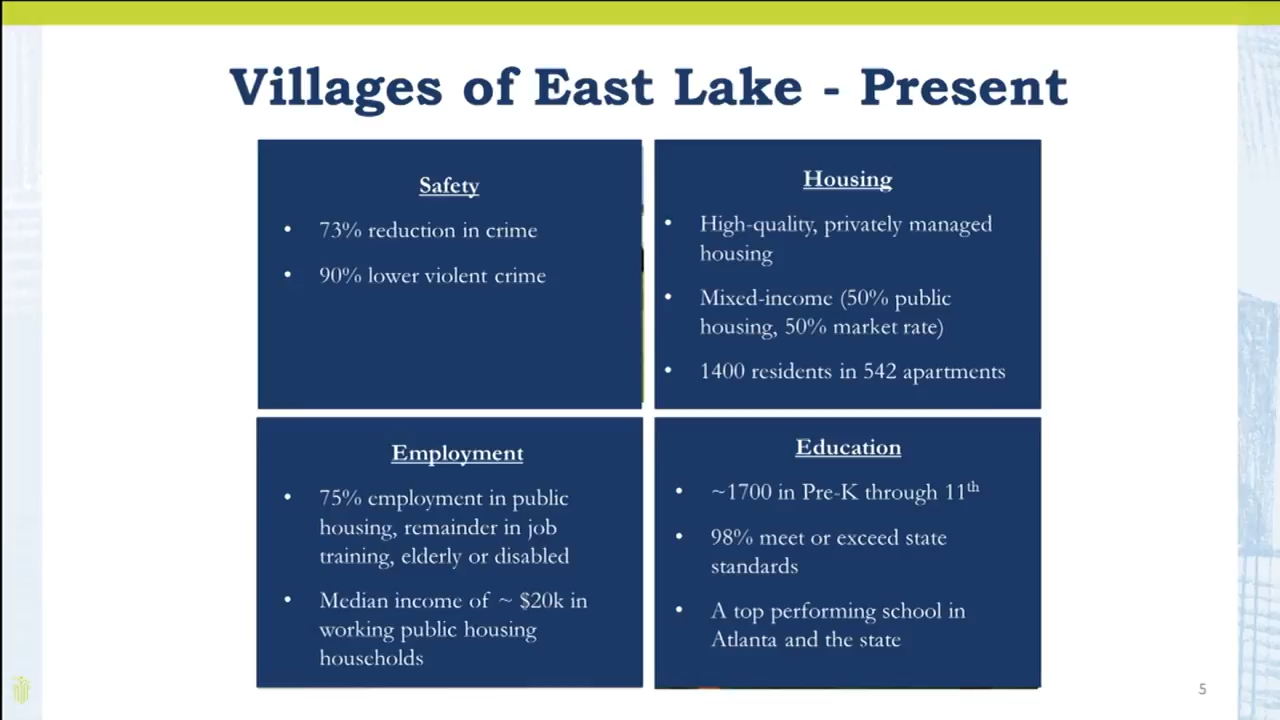 Villages of East Lake - Present
Safety
• 73% reduction in crime
• 90% lower violent crime
Housing
• High-quality, privately managed
housing
• Mixed-income (50% public
housing, 50% market rate)
• 1400 residents in 542 apartments
Employment
• 75% employment in public
housing, remainder in job
training, elderly or disabled
• Median income of ~ $20k in
working public housing
households
Education
• ~1700 in Pre-K through 11th
• 98% meet or exceed state
standards
• A top performing school in
Atlanta and the state
5